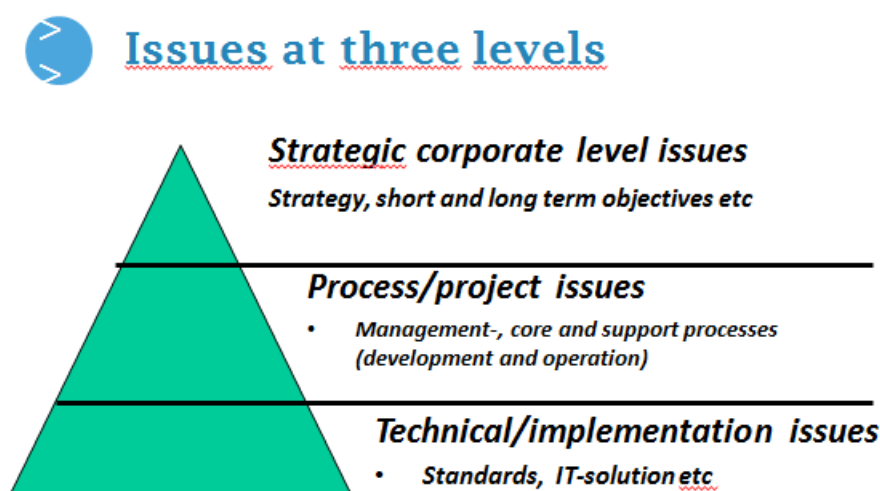 Issues at three levels
Strategic corporate level issues
Strategy, short and long term objectives etc
Process/project issues
• Management-, core and support processes
(development and operation)
Technical/implementation issues
• Standards, IT-solution etc